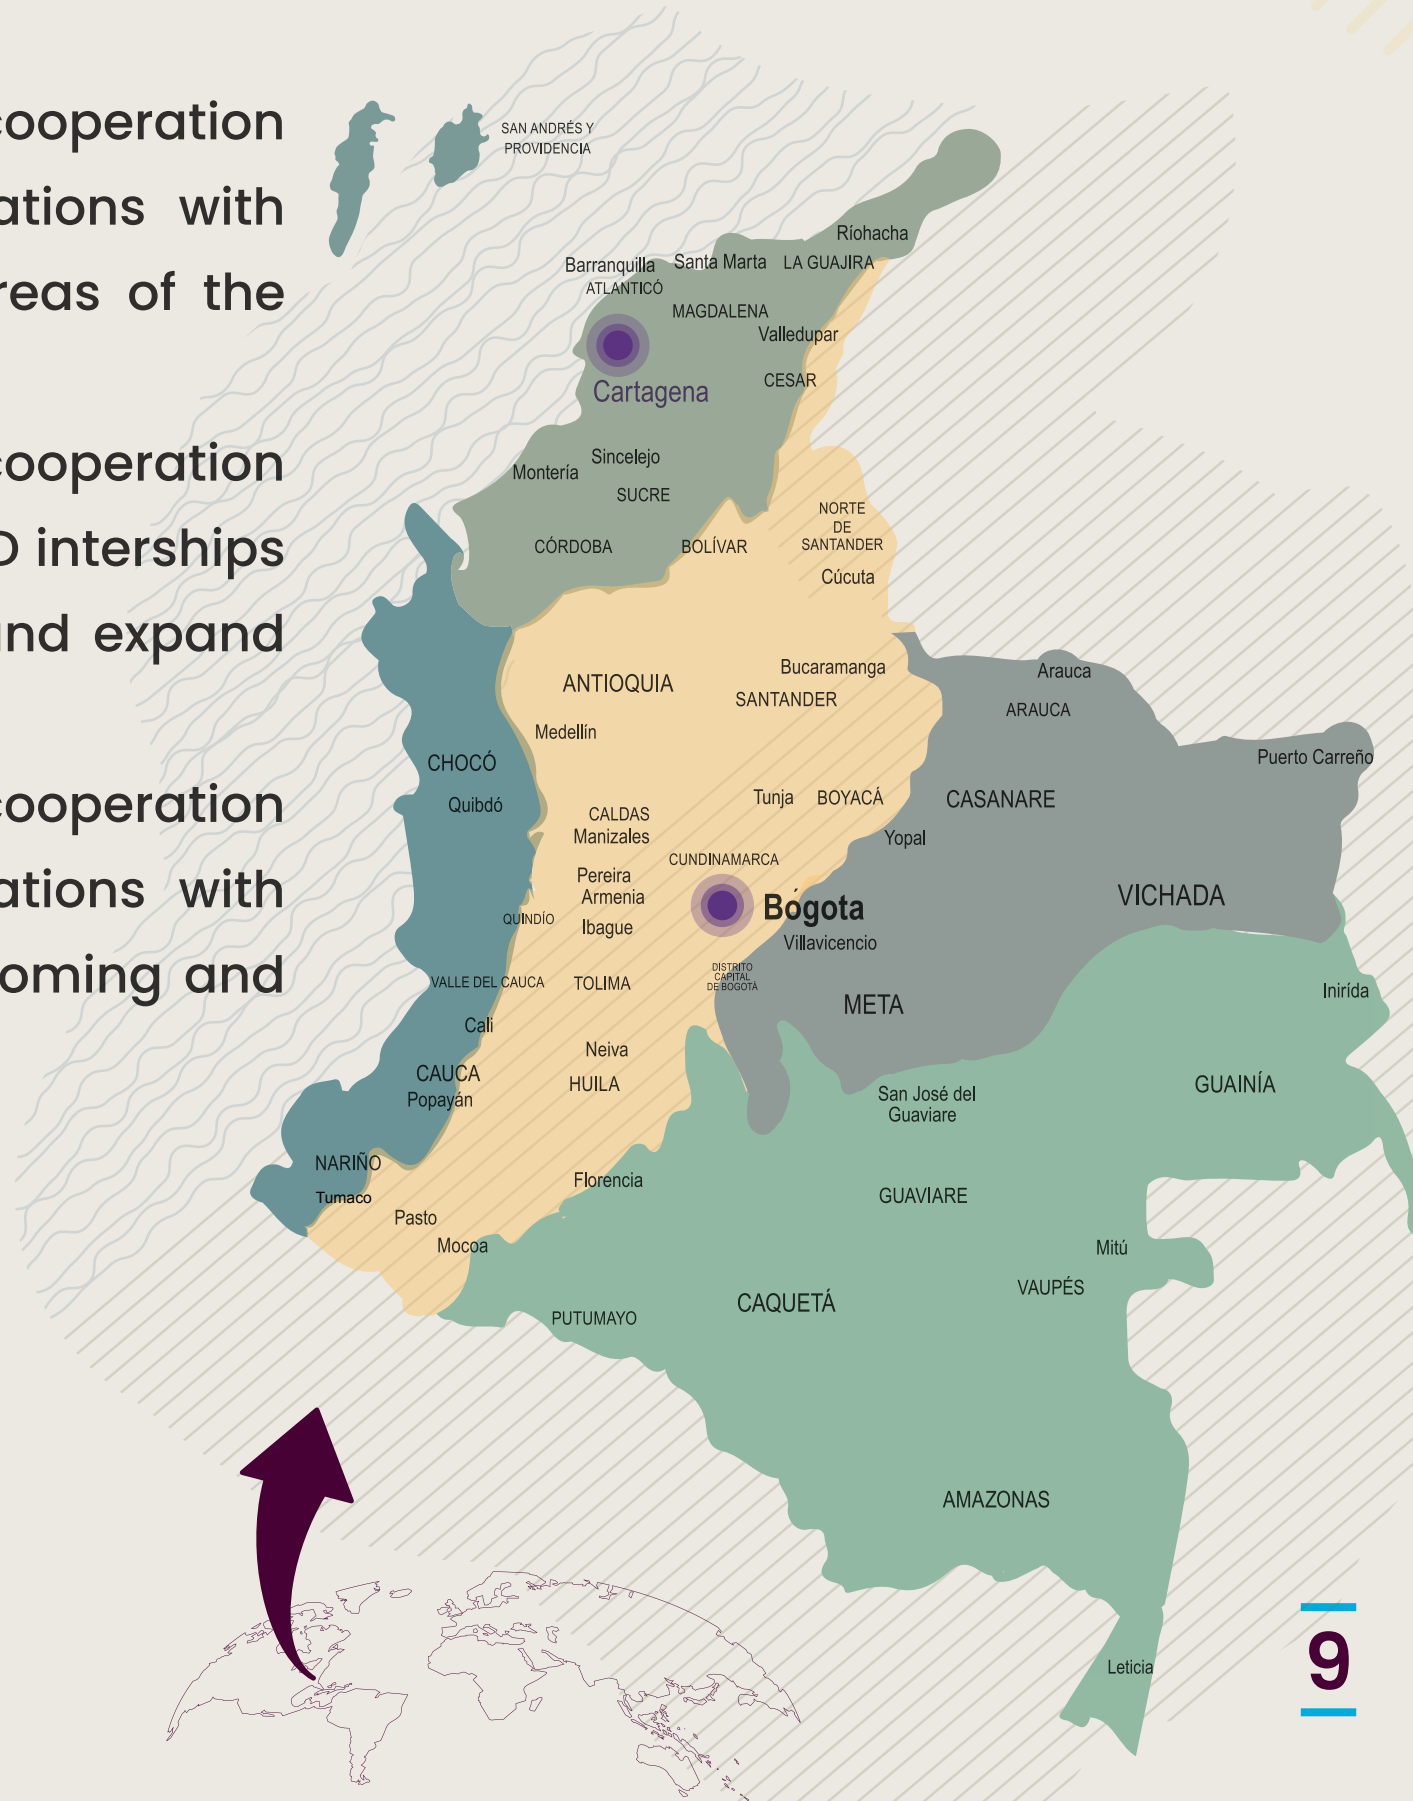 cooperation
ations with
reas of the
cooperation
D interships
and expand
cooperation
ations with
oming and
SAN ANDRÉS Y
PROVIDENCIA
Ríohacha
Barranquilla
Santa Marta
LA GUAJIRA
ATLANTICÓ
MAGDALENA
Valledupar
CESAR
Cartagena
Sincelejo
Montería
SUCRE
NORTE
DE
SANTANDER
CÓRDOBA
BOLÍVAR
Cúcuta
Bucaramanga
Arauca
ANTIOQUIA
SANTANDER
ARAUCA
Medellín
CHOCÓ
Puerto Carreño
Quibdó
Tunja
BOYACÁ
CASANARE
CALDAS
Manizales
Yopal
CUNDINAMARCA
Pereira
Armenia
VICHADA
Bógota
QUINDÍO
Ibague
Villavicencio
DISTRITO
CAPITAL
DE BOGOTÀ
VALLE DEL CAUCA
TOLIMA
Inirída
META
Cali
Neiva
CAUCA
HUILA
GUAINÍA
Popayán
San José del
Guaviare
NARIÑO
Florencia
Tumaco
GUAVIARE
Pasto
Mocoa
Mitú
VAUPÉS
CAQUETÁ
PUTUMAYO
AMAZONAS
Leticia
9